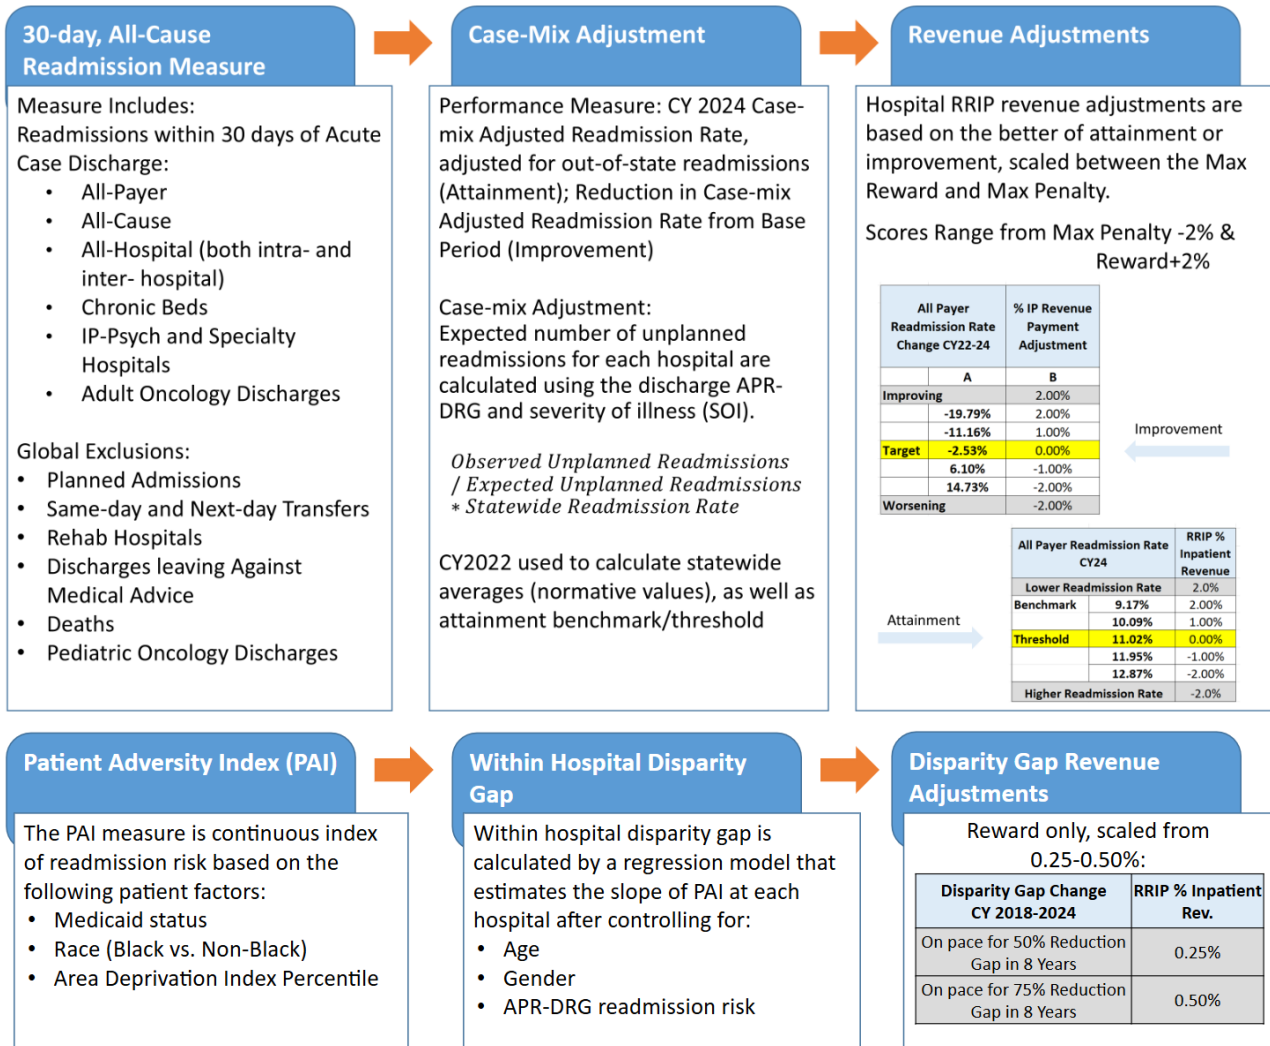 30-day, All-Cause
Readmission Measure
Measure Includes:
Readmissions within 30 days of Acute
Case Discharge:
• All-Payer
• All-Cause
• All-Hospital (both intra- and
inter- hospital)
• Chronic Beds
• IP-Psych and Specialty
Hospitals
• Adult Oncology Discharges
Global Exclusions:
• Planned Admissions
• Same-day and Next-day Transfers
• Rehab Hospitals
• Discharges leaving Against
Medical Advice
• Deaths
• Pediatric Oncology Discharges
Case-Mix Adjustment
Performance Measure: CY 2024 Case-
mix Adjusted Readmission Rate,
adjusted for out-of-state readmissions
(Attainment); Reduction in Case-mix
Adjusted Readmission Rate from Base
Period (Improvement)
Case-mix Adjustment:
Expected number of unplanned
readmissions for each hospital are
calculated using the discharge APR-
DRG and severity of illness (SOI).
Observed Unplanned Readmissions
/ Expected Unplanned Readmissions
* Statewide Readmission Rate
CY2022 used to calculate statewide
averages (normative values), as well as
attainment benchmark/threshold
Revenue Adjustments
Hospital RRIP revenue adjustments are
based on the better of attainment or
improvement, scaled between the Max
Reward and Max Penalty.
Scores Range from Max Penalty -2% &
Reward+2%
All Payer
Readmission Rate
Change CY22-24
% IP Revenue
Payment
Adjustment
A B
Improving 2.00%
-19.79% 2.00%
-11.16% 1.00%
Target -2.53% 0.00%
6.10% -1.00%
14.73% -2.00%
Worsening -2.00%
Improvement
Attainment
All Payer Readmission Rate
CY24
RRIP %
Inpatient
Revenue
Lower Readmission Rate 2.0%
Benchmark 9.17% 2.00%
10.09% 1.00%
Threshold 11.02% 0.00%
11.95% -1.00%
12.87% -2.00%
Higher Readmission Rate -2.0%
Patient Adversity Index (PAI)
The PAI measure is continuous index
of readmission risk based on the
following patient factors:
• Medicaid status
• Race (Black vs. Non-Black)
• Area Deprivation Index Percentile
Within Hospital Disparity
Gap
Within hospital disparity gap is
calculated by a regression model that
estimates the slope of PAI at each
hospital after controlling for:
• Age
• Gender
• APR-DRG readmission risk
Disparity Gap Revenue
Adjustments
Reward only, scaled from
0.25-0.50%:
Disparity Gap Change
CY 2018-2024
RRIP % Inpatient
Rev.
On pace for 50% Reduction
Gap in 8 Years
0.25%
On pace for 75% Reduction
Gap in 8 Years
0.50%